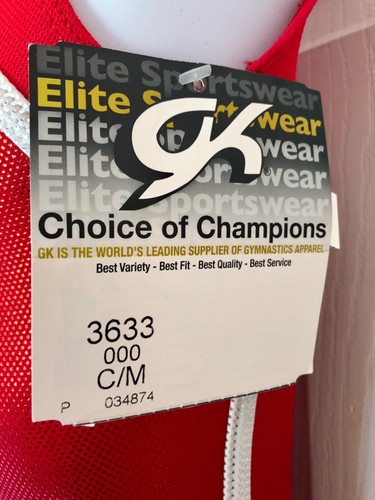 Elite Sportswear
Elite Sportswear
Elite Sportswear
Elite Sportswear
Elite Sportswear
GK®
Choice of Champions
GK IS THE WORLD'S LEADING SUPPLIER OF GYMNASTICS APPAREL
Best Variety - Best Fit - Best Quality - Best Service
3633
000
C/M
P 034874